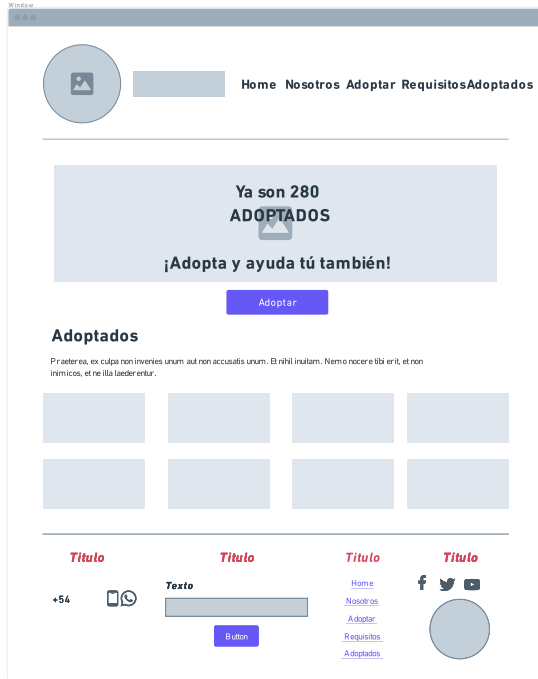 Window
Home Nosotros Adoptar Requisitos Adoptados
Ya son 280
ADOPTADOS
¡Adopta y ayuda tú también!
Adoptar
Adoptados
Praeterea, ex culpa non invenies unum aut non accusatis unum. Et nihil inuitam. Nemo nocere tibi erit, et non
inimicos, et ne illa laederentur.
Titulo
Titulo
Titulo
Titulo
+54
Texto
Button
Home
Nosotros
Adoptar
Requisitos
Adoptados